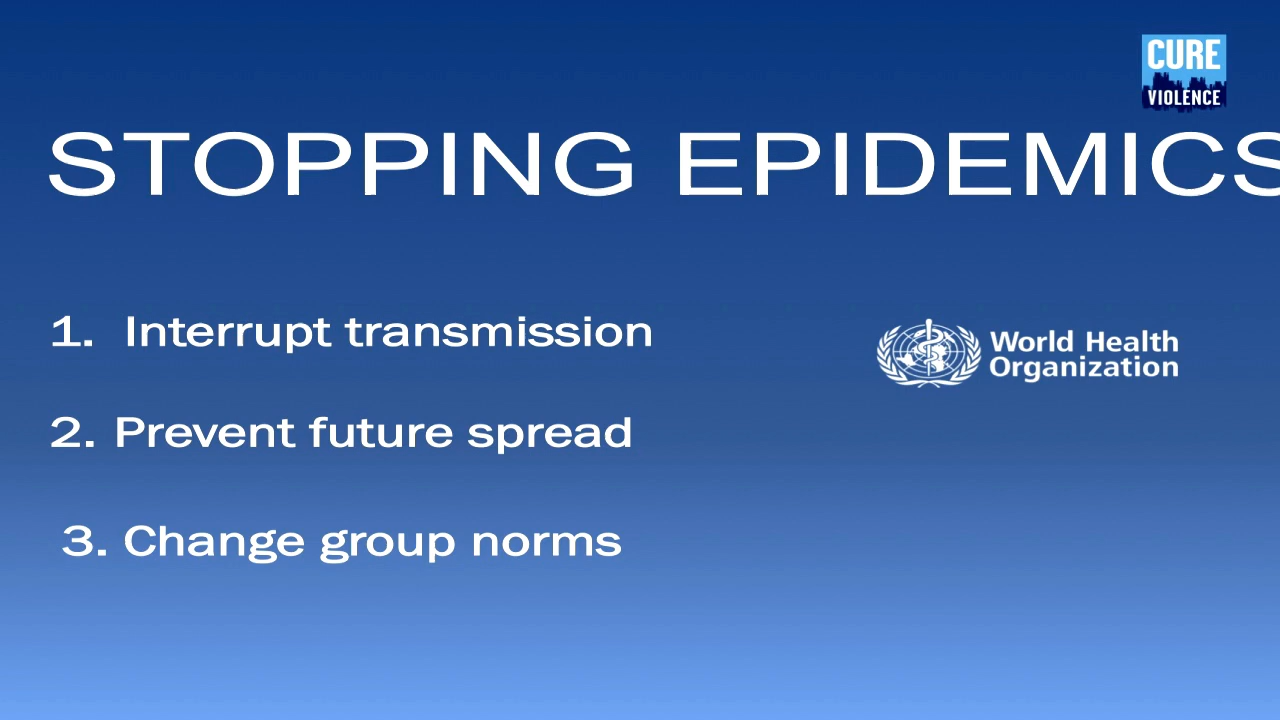 CURE
VIOLENCE
STOPPING EPIDEMICS
1. Interrupt transmission
World Health
Organization
2. Prevent future spread
3. Change group norms